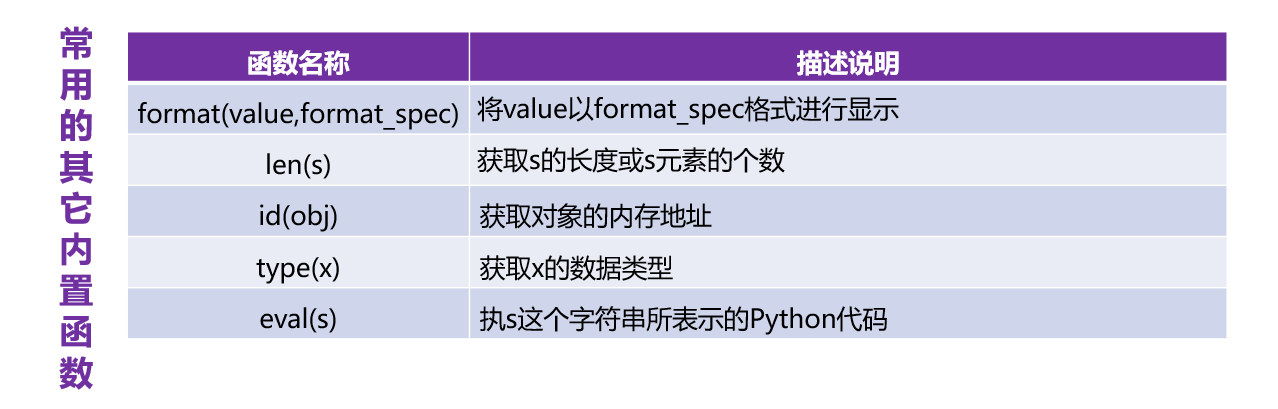 常用的其它内置函数
函数名称 描述说明
format(value,format_spec) 将value以format_spec格式进行显示
len(s) 获取s的长度或s元素的个数
id(obj) 获取对象的内存地址
type(x) 获取x的数据类型
eval(s) 执s这个字符串所表示的Python代码